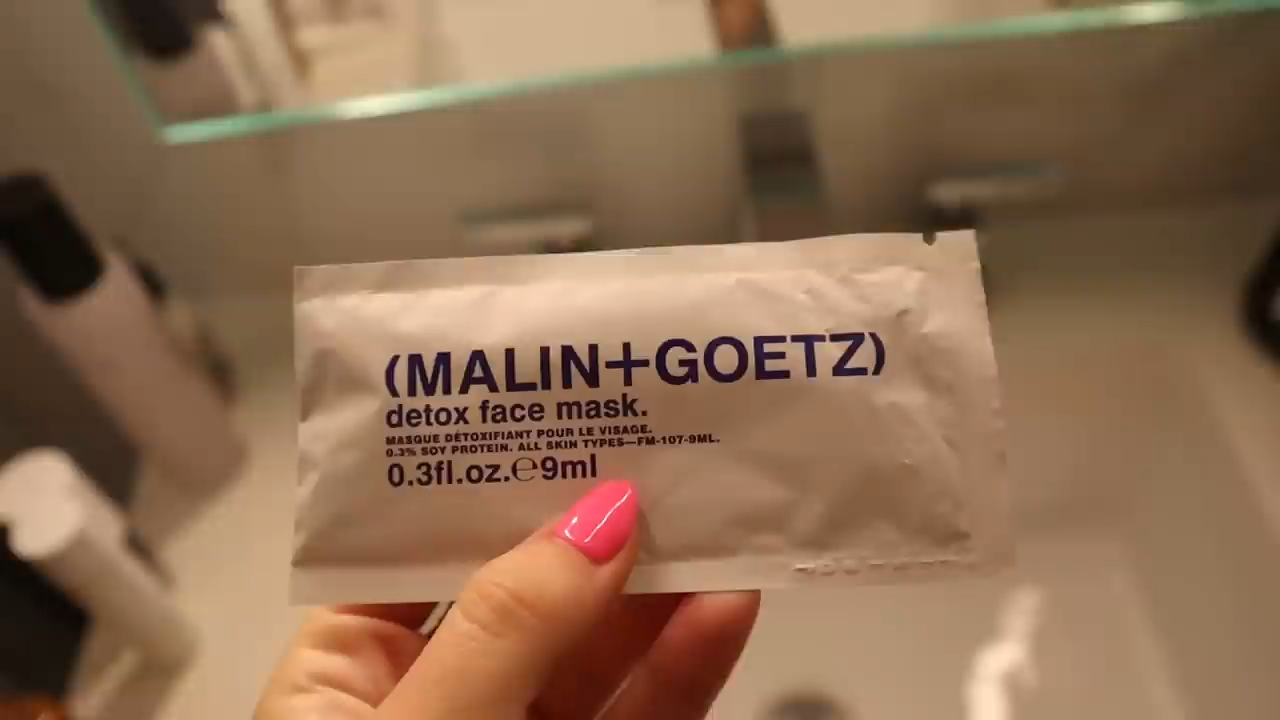 (MALIN+GOETZ)
detox face mask.
MASQUE DÉTOXIFIANT POUR LE VISAGE.
0.3% SOY PROTEIN. ALL SKIN TYPES—FM-107-9ML.
0.3fl.oz.℮9ml